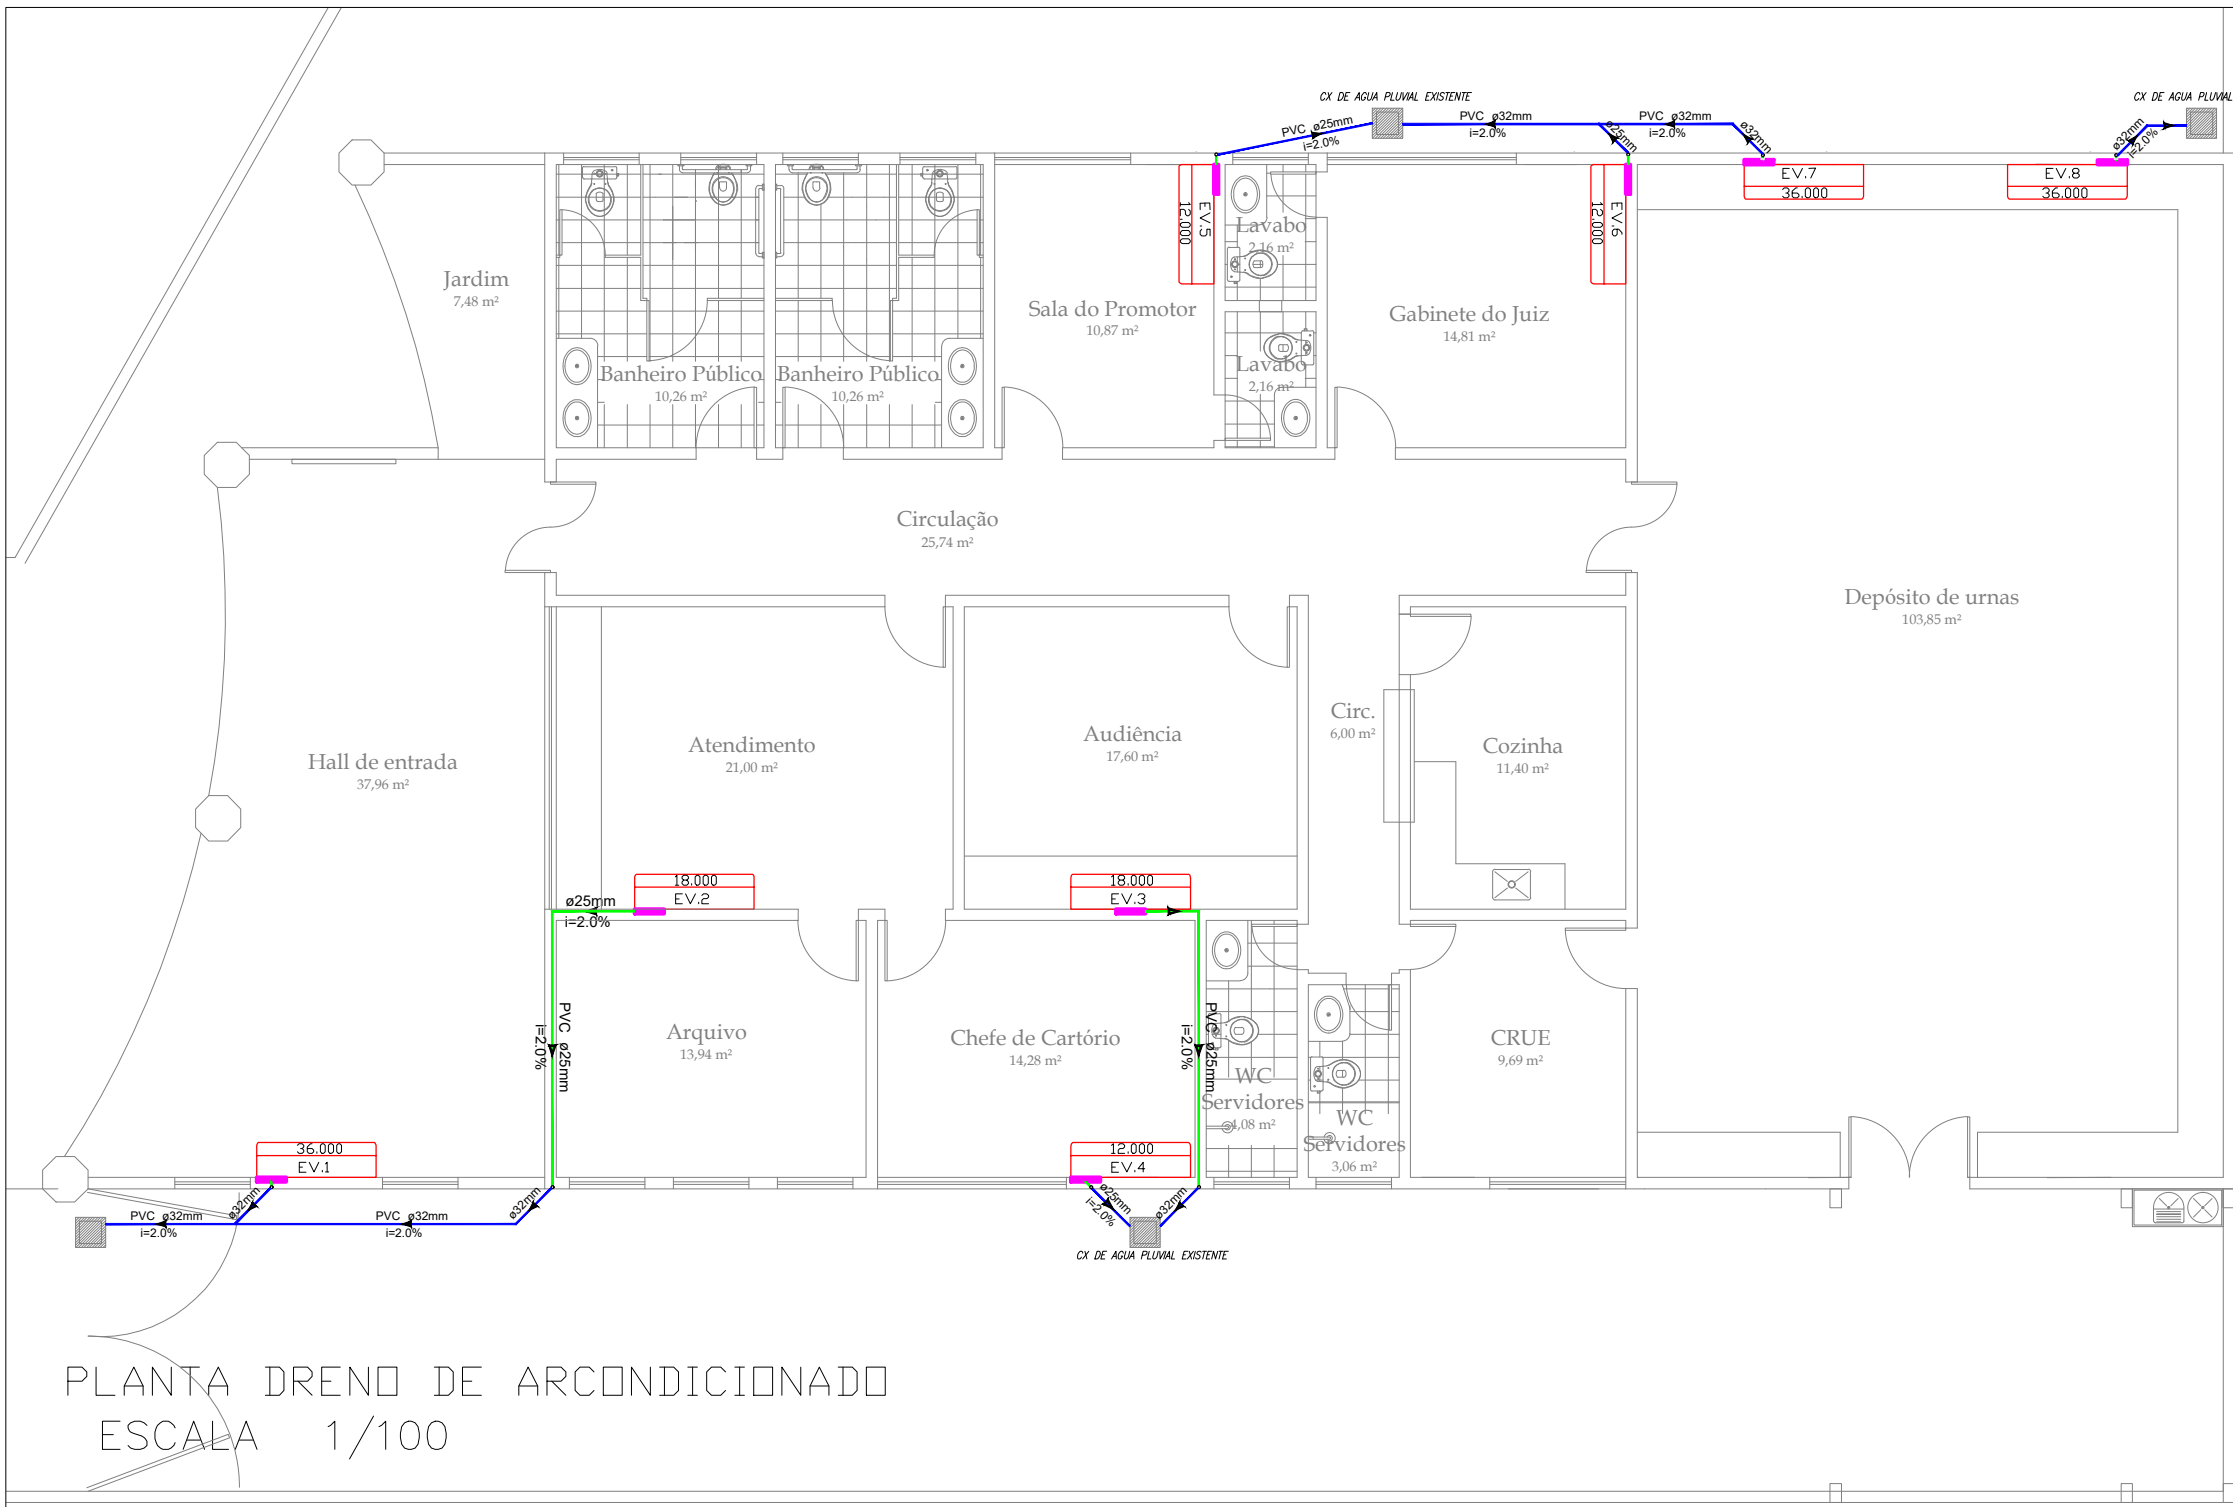 CX DE AGUA PLUVIAL EXISTENTE
CX DE AGUA PLUVIAL
PVC ø25mm
i=2.0%
PVC ø32mm
i=2.0%
ø25mm
PVC ø32mm
i=2.0%
ø32mm
ø32mm
i=2.0%
EV.7
36.000
EV.8
36.000
EV.5
12.000
EV.6
12.000
Lavabo
2,16 m²
Jardim
7,48 m²
Sala do Promotor
10,87 m²
Gabinete do Juiz
14,81 m²
Lavabo
2,16 m²
Banheiro Público
10,26 m²
Banheiro Público
10,26 m²
Circulação
25,74 m²
Depósito de urnas
103,85 m²
Hall de entrada
37,96 m²
Atendimento
21,00 m²
Audiência
17,60 m²
Circ.
6,00 m²
Cozinha
11,40 m²
18.000
EV.2
18.000
EV.3
ø25mm
i=2.0%
PVC ø25mm
i=2.0%
PVC ø25mm
i=2.0%
Arquivo
13,94 m²
Chefe de Cartório
14,28 m²
CRUE
9,69 m²
WC
Servidores
4,08 m²
WC
Servidores
3,06 m²
36.000
EV.1
12.000
EV.4
ø32mm
PVC ø32mm
i=2.0%
PVC ø32mm
i=2.0%
ø32mm
ø25mm
i=2.0%
ø32mm
CX DE AGUA PLUVIAL EXISTENTE
PLANTA DRENO DE ARCONDICIONADO
ESCALA 1/100